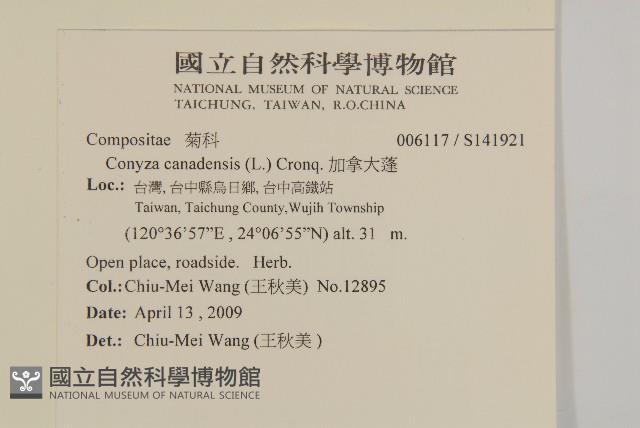 國立自然科學博物館
NATIONAL MUSEUM OF NATURAL SCIENCE
TAICHUNG, TAIWAN, R.O.CHINA
Compositae 菊科 006117 / S141921
Conyza canadensis (L.) Cronq. 加拿大蓬
Loc.: 台灣, 台中縣烏日鄉, 台中高鐵站
Taiwan, Taichung County,Wujih Township
(120°36'57”E , 24°06'55”N) alt. 31 m.
Open place, roadside. Herb.
Col.:Chiu-Mei Wang (王秋美) No.12895
Date: April 13 , 2009
Det.: Chiu-Mei Wang (王秋美 )
國立自然科學博物館
NATIONAL MUSEUM OF NATURAL SCIENCE